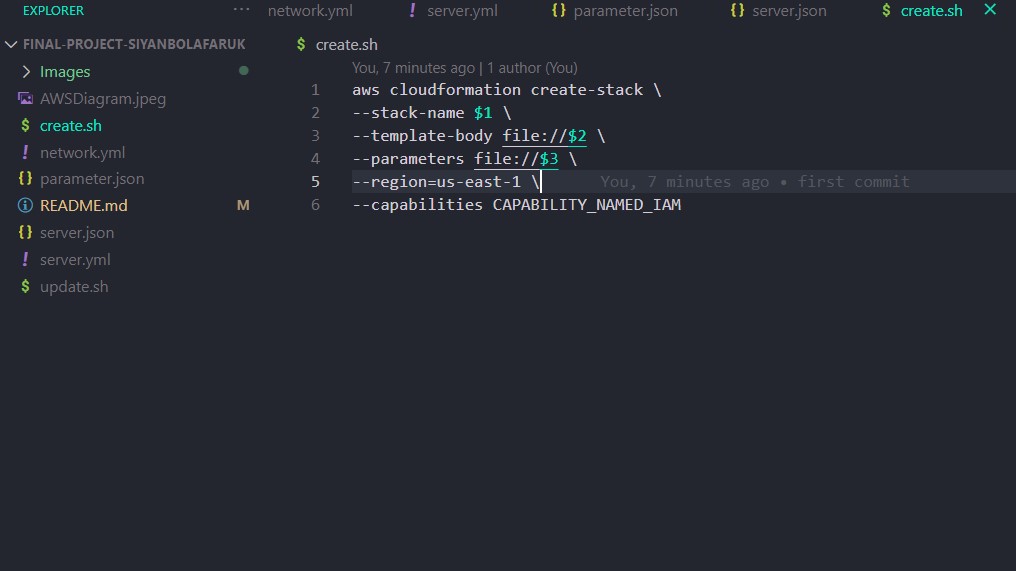 EXPLORER ··· network.yml ! server.yml {} parameter.json {} server.json $ create.sh ×
FINAL-PROJECT-SIYANBOLAFARUK
Images
AWSDiagram.jpeg
$ create.sh
! network.yml
{} parameter.json
README.md M
{} server.json
! server.yml
$ update.sh
$ create.sh
You, 7 minutes ago | 1 author (You)
1 aws cloudformation create-stack \
2 --stack-name $1 \
3 --template-body file://$2 \
4 --parameters file://$3 \
5 --region=us-east-1 \ You, 7 minutes ago • first commit
6 --capabilities CAPABILITY_NAMED_IAM